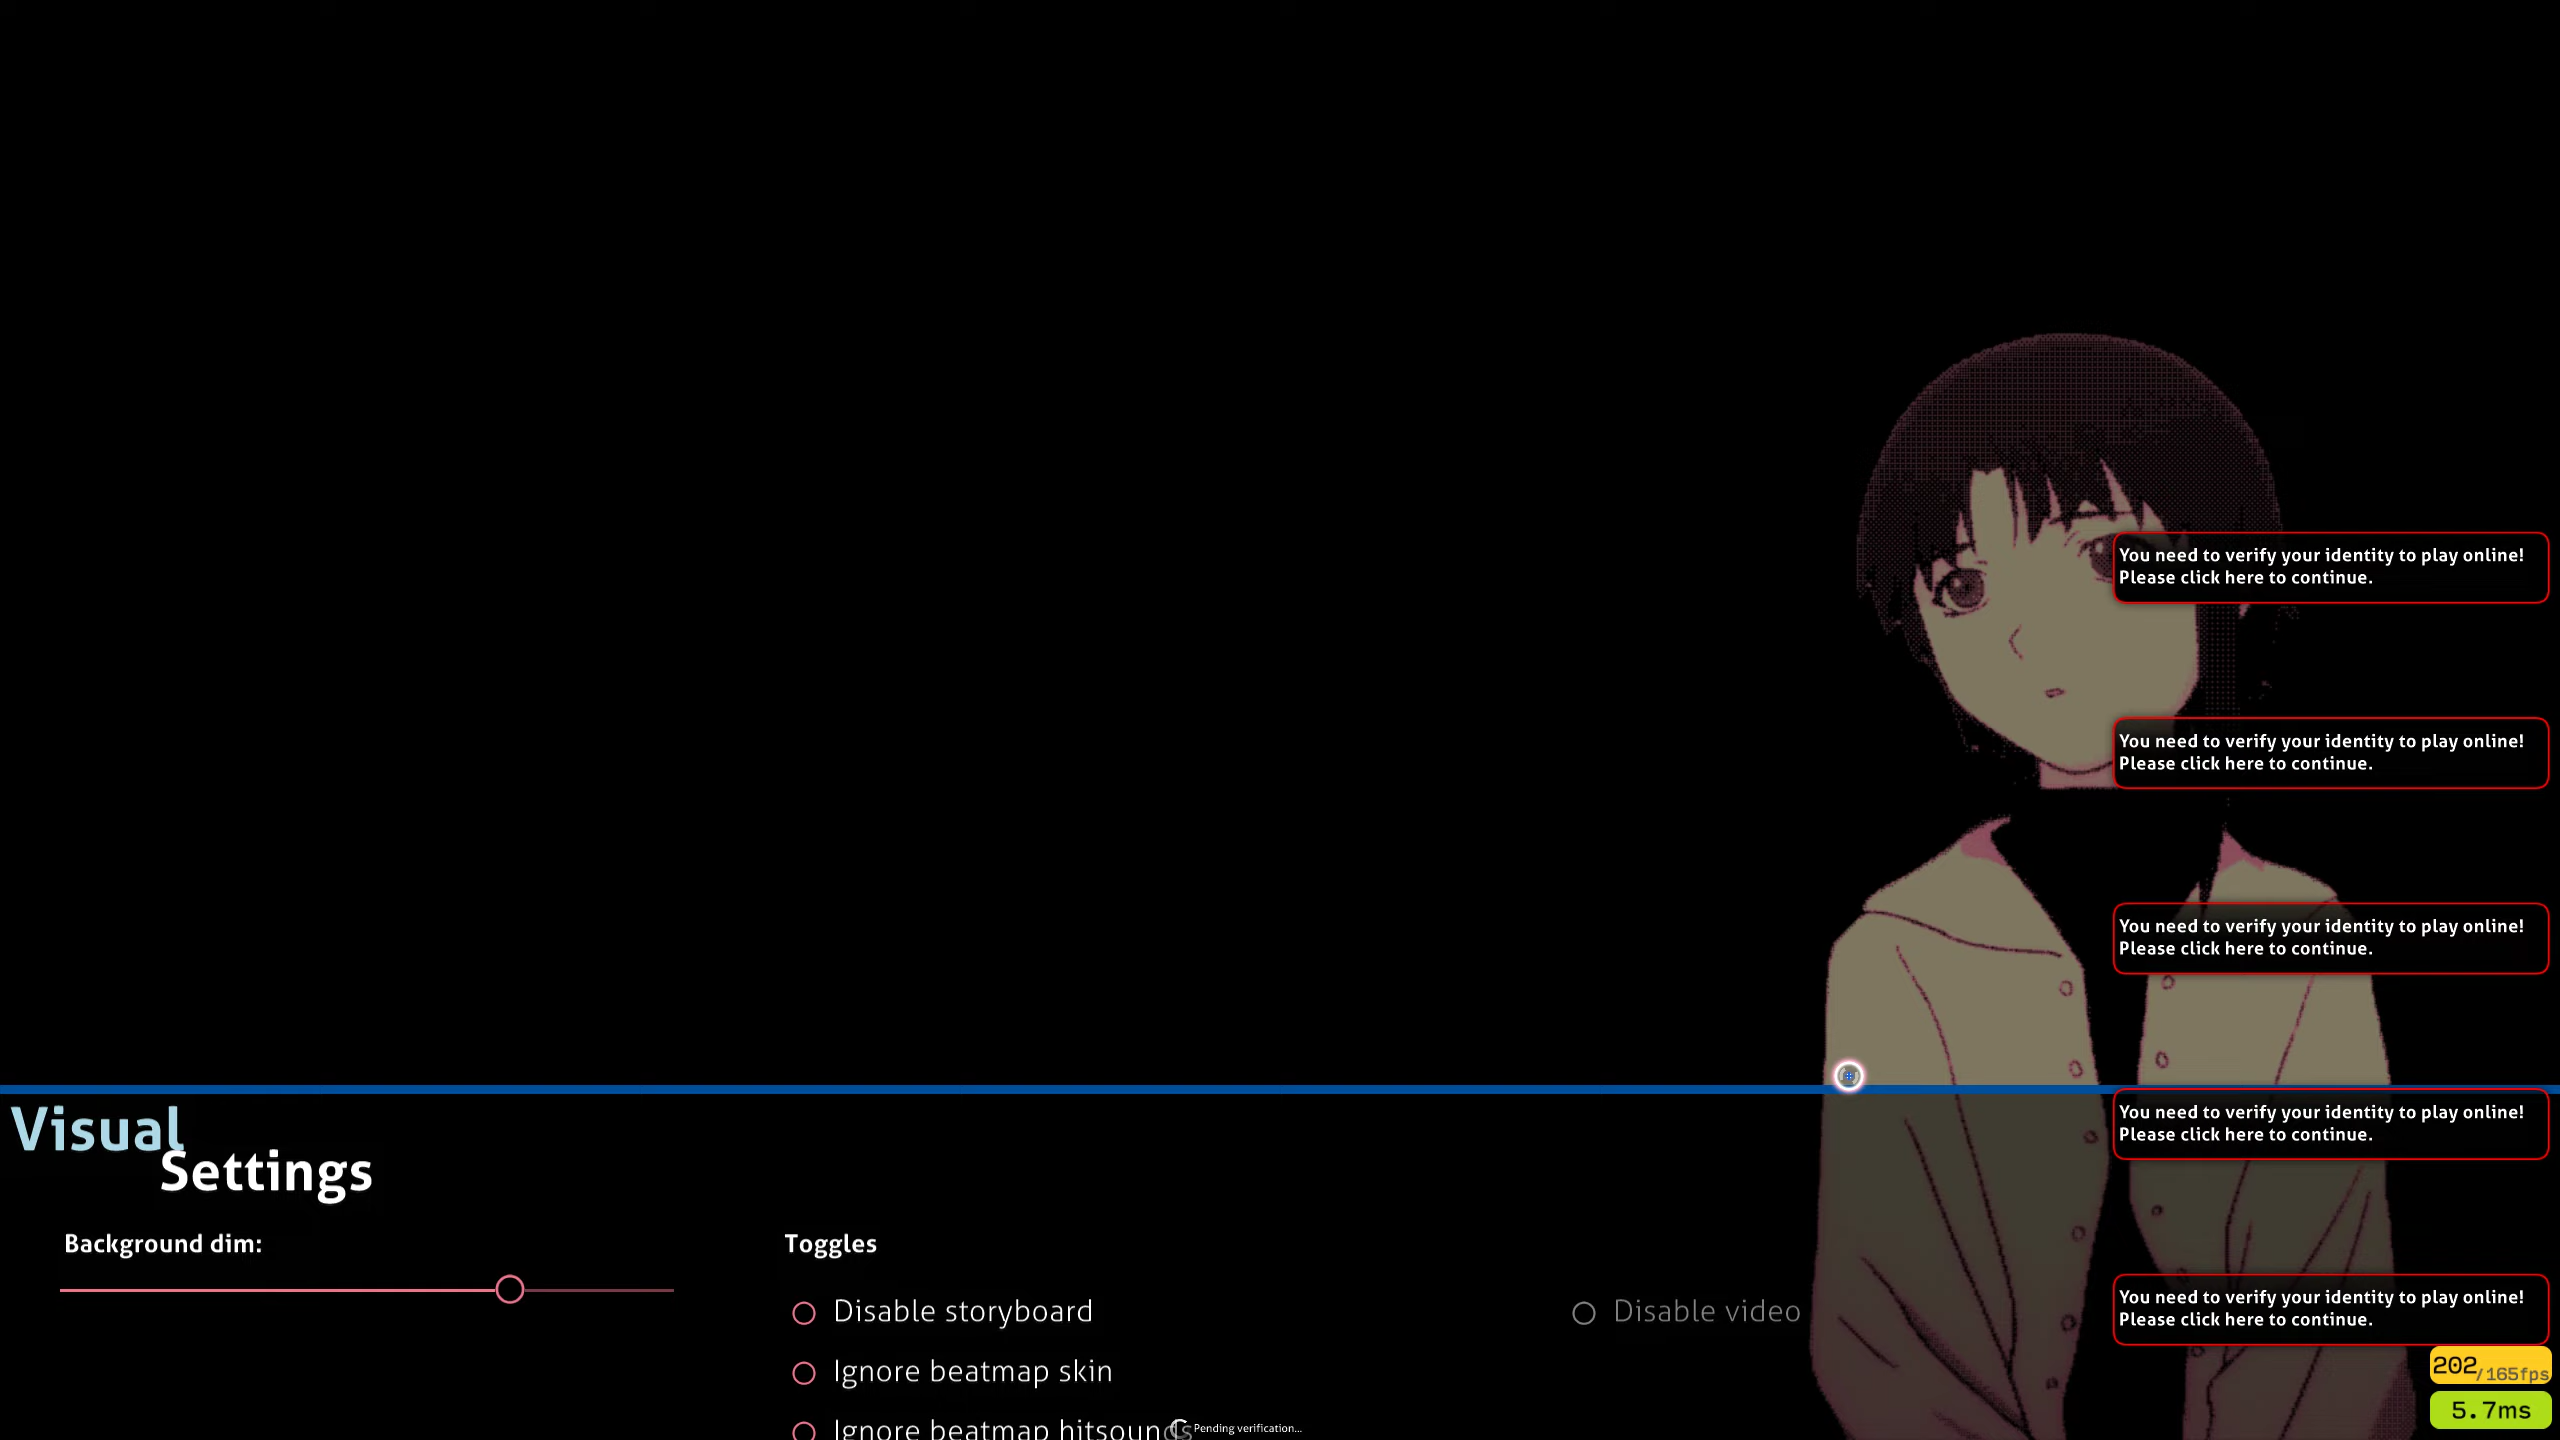 You need to verify your identity to play online!
Please click here to continue.
You need to verify your identity to play online!
Please click here to continue.
You need to verify your identity to play online!
Please click here to continue.
You need to verify your identity to play online!
Please click here to continue.
Visual
Settings
Background dim:
Toggles
Disable storyboard
Disable video
You need to verify your identity to play online!
Please click here to continue.
Ignore beatmap skin
202/165fps
Ignore beatmap hitsounds
Pending verification...
5.7ms